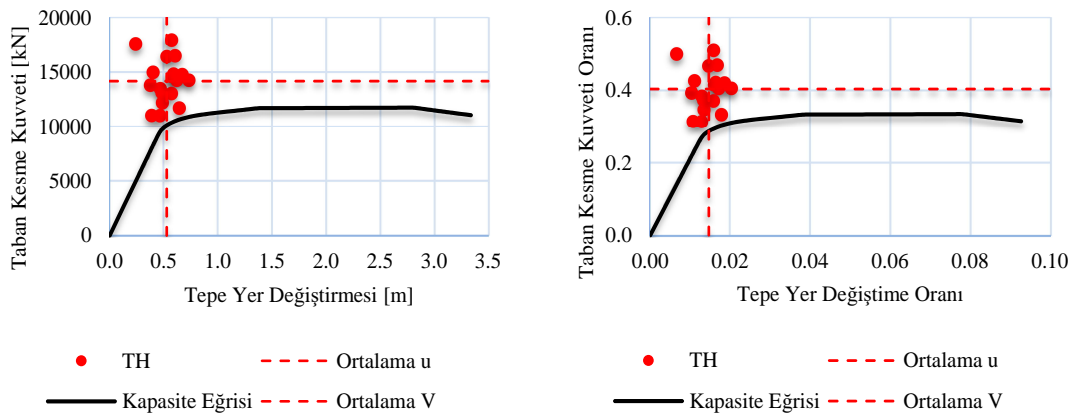 Taban Kesme Kuvveti [kN]
20000
15000
10000
5000
0
0.0 0.5 1.0 1.5 2.0 2.5 3.0 3.5
Tepe Yer Değiştirmesi [m]
TH
Ortalama u
Kapasite Eğrisi
Ortalama V
Taban Kesme Kuvveti Oranı
0.6
0.4
0.2
0.0
0.00 0.02 0.04 0.06 0.08 0.10
Tepe Yer Değiştime Oranı
TH
Ortalama u
Kapasite Eğrisi
Ortalama V